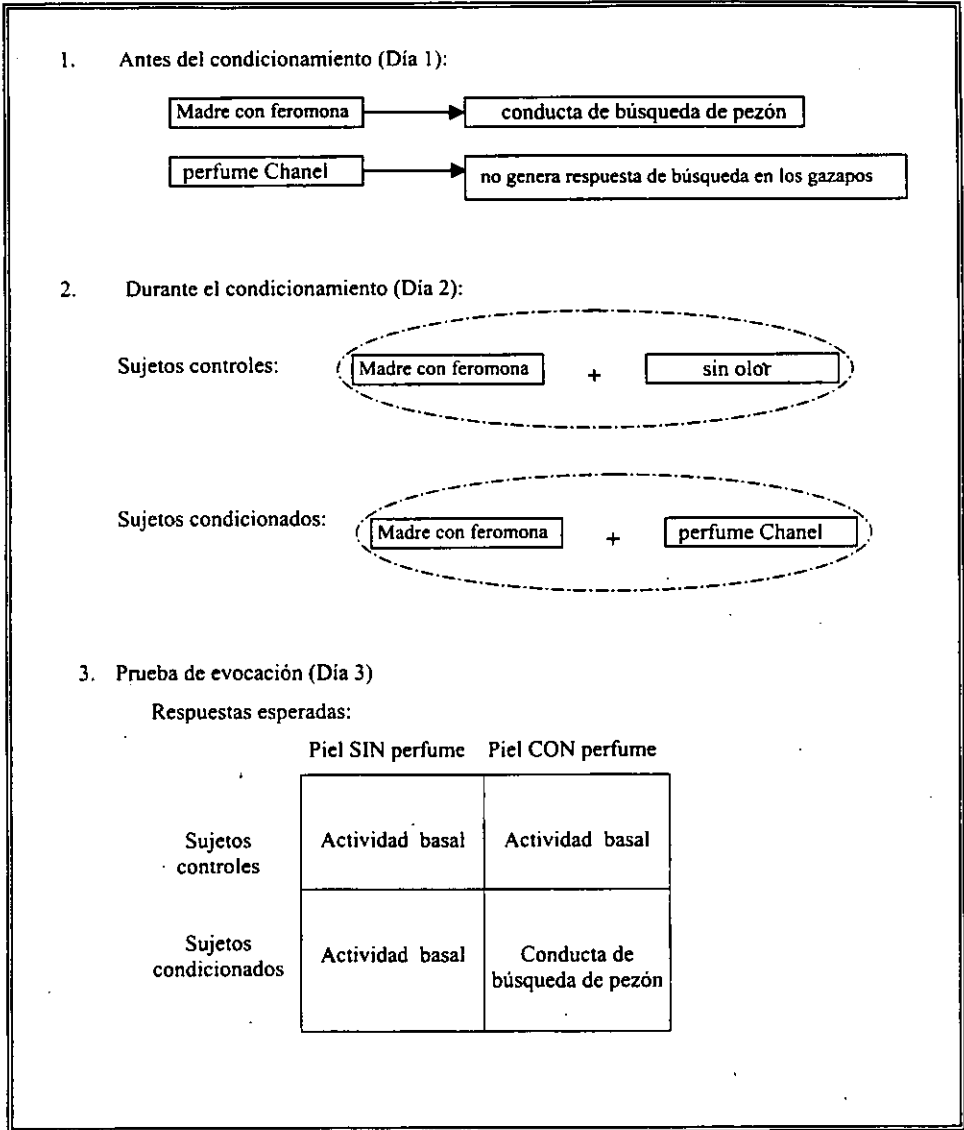 1. Antes del condicionamiento (Día 1):
Madre con feromona
conducta de búsqueda de pezón
perfume Chanel
no genera respuesta de búsqueda en los gazapos
2. Durante el condicionamiento (Día 2):
Sujetos controles:
Madre con feromona + sin olor
Sujetos condicionados:
Madre con feromona + perfume Chanel
3. Prueba de evocación (Día 3)
Respuestas esperadas:
Piel SIN perfume Piel CON perfume
Sujetos
controles
Actividad basal
Actividad basal
Sujetos
condicionados
Actividad basal
Conducta de
búsqueda de pezón